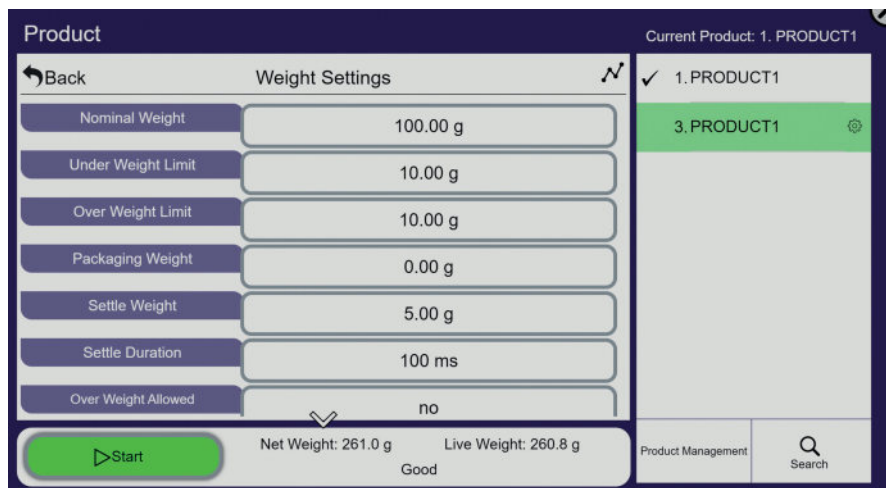 Product
Current Product: 1. PRODUCT1
Back
Weight Settings
Nominal Weight
100.00 g
Under Weight Limit
10.00 g
Over Weight Limit
10.00 g
Packaging Weight
0.00 g
Settle Weight
5.00 g
Settle Duration
100 ms
Over Weight Allowed
no
Start
Net Weight: 261.0 g
Live Weight: 260.8 g
Good
1. PRODUCT1
3. PRODUCT1
Product Management
Search